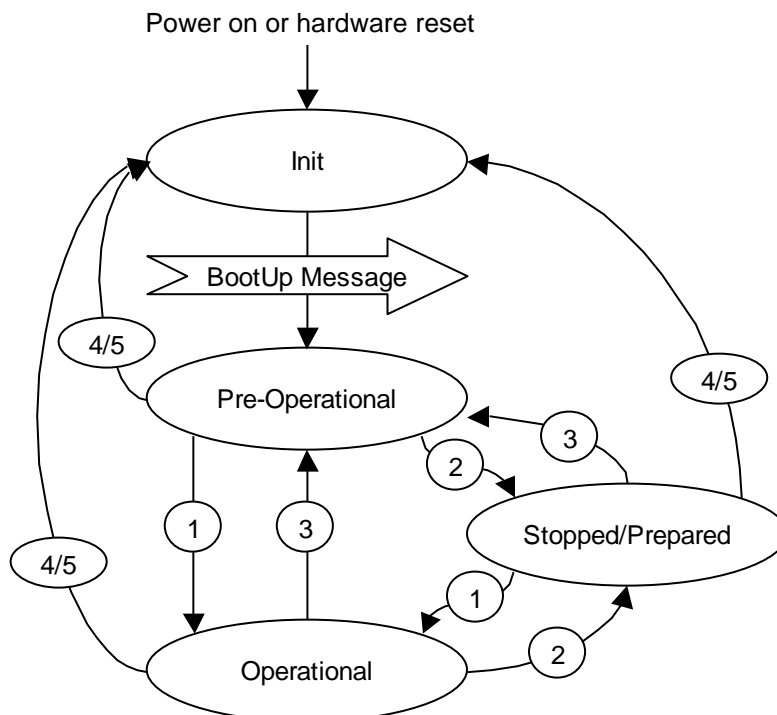 Power on or hardware reset
Init
BootUp Message
4/5
4/5
Pre-Operational
3
2
1
3
Stopped/Prepared
4/5
1
2
Operational